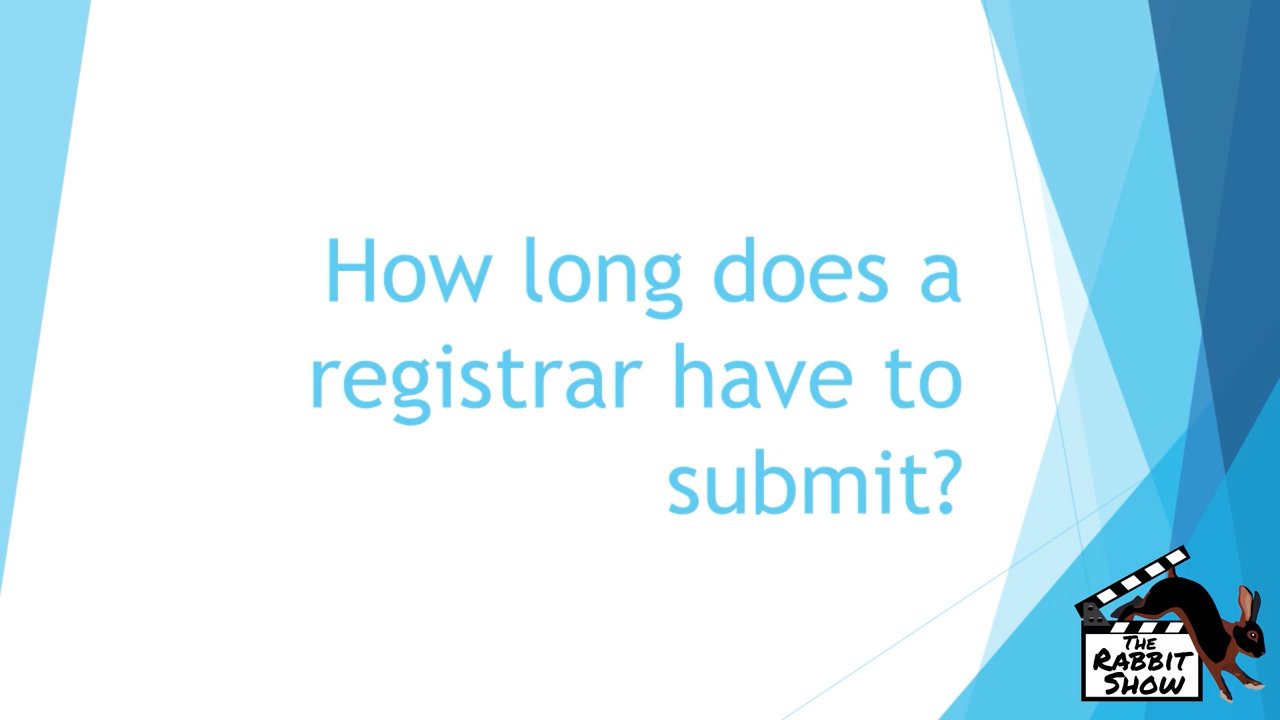 How long does a
registrar have to
submit?
THE
RABBIT
SHOW